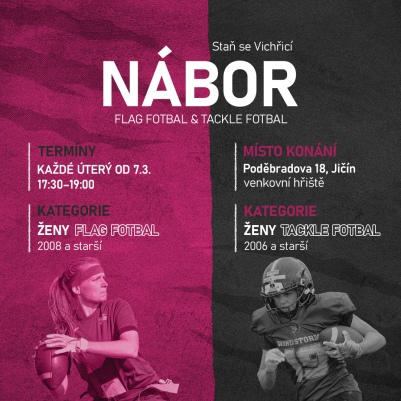 Staň se Vichřicí
NÁBOR
FLAG FOTBAL & TACKLE FOTBAL
TERMÍNY
KAŽDÉ ÚTERÝ OD 7.3.
17:30–19:00
KATEGORIE
ŽENY FLAG FOTBAL
2008 a starší
MÍSTO KONÁNÍ
Poděbradova 18, Jičín
venkovní hřiště
KATEGORIE
ŽENY TACKLE FOTBAL
2006 a starší
WINDSTORM